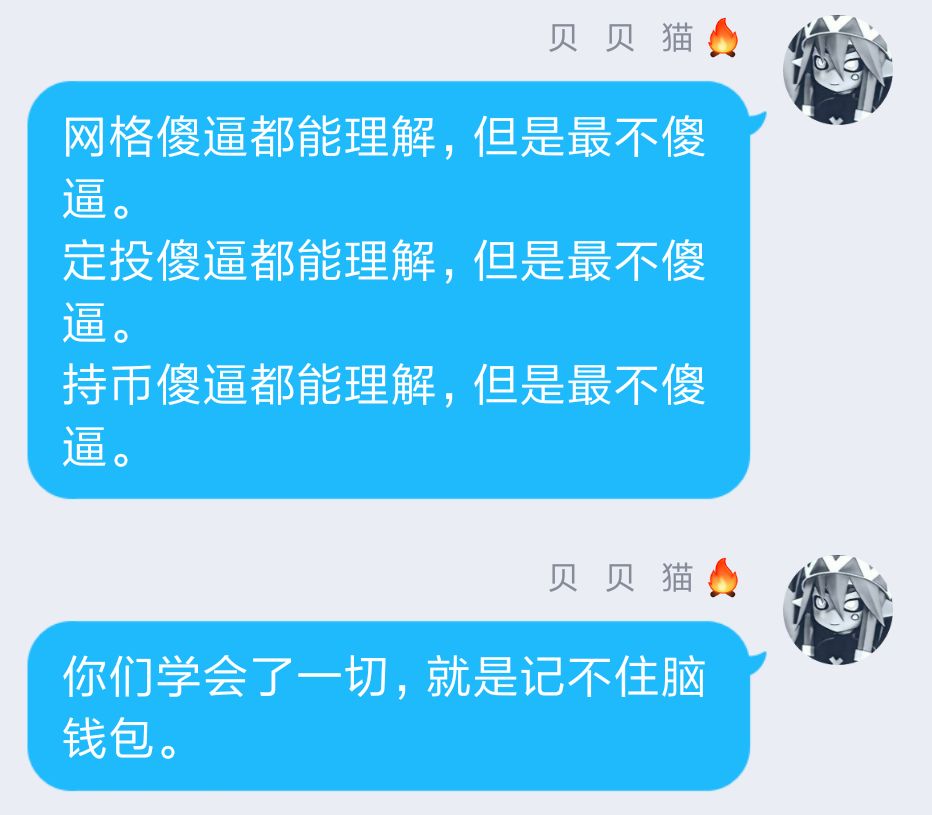 贝 贝 猫🔥
网格傻逼都能理解，但是最不傻
逼。
定投傻逼都能理解，但是最不傻
逼。
持币傻逼都能理解，但是最不傻
逼。
贝 贝 猫🔥
你们学会了一切，就是记不住脑
钱包。